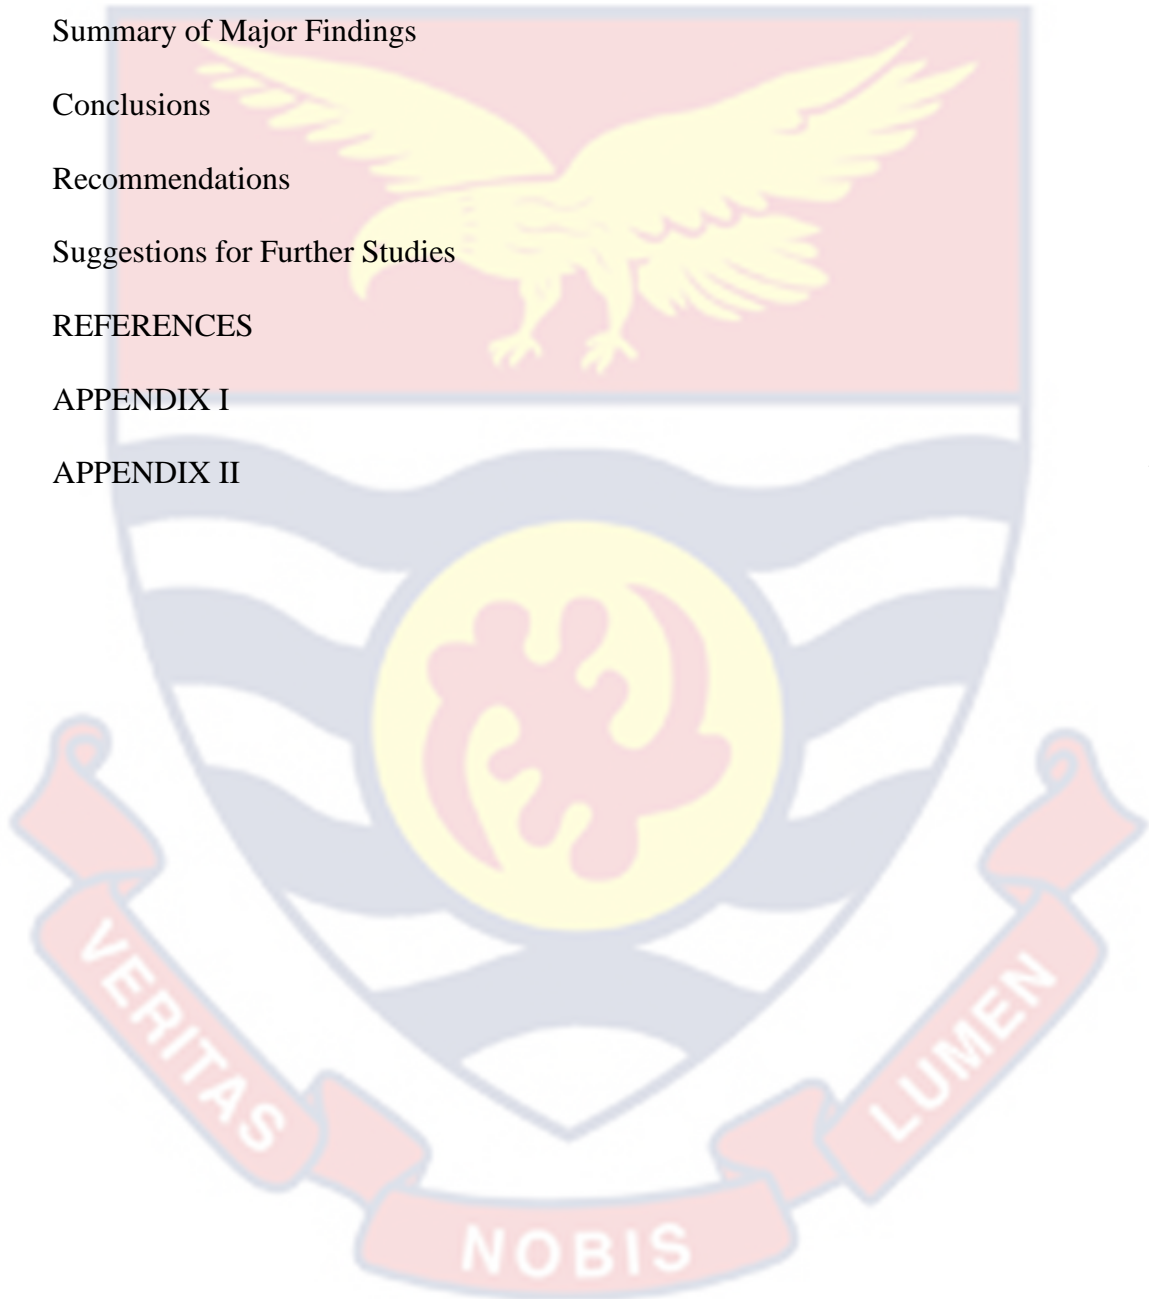 Summary of Major Findings
Conclusions
Recommendations
Suggestions for Further Studies
REFERENCES
APPENDIX I
APPENDIX II
VERITAS
NOBIS
LUMEN